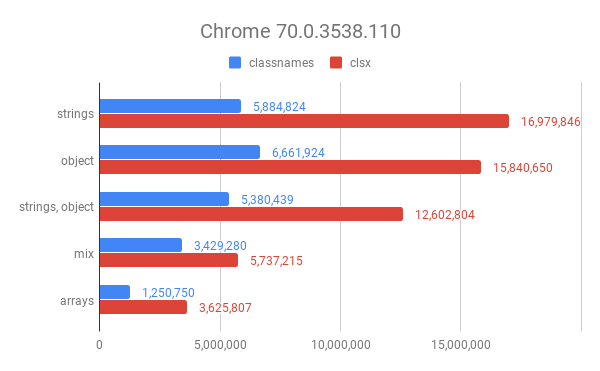 Chrome 70.0.3538.110
classnames clsx
strings 5,884,824
16,979,846
object 6,661,924
15,840,650
strings, object 5,380,439
12,602,804
mix 3,429,280
5,737,215
arrays 1,250,750
3,625,807
0 5,000,000 10,000,000 15,000,000